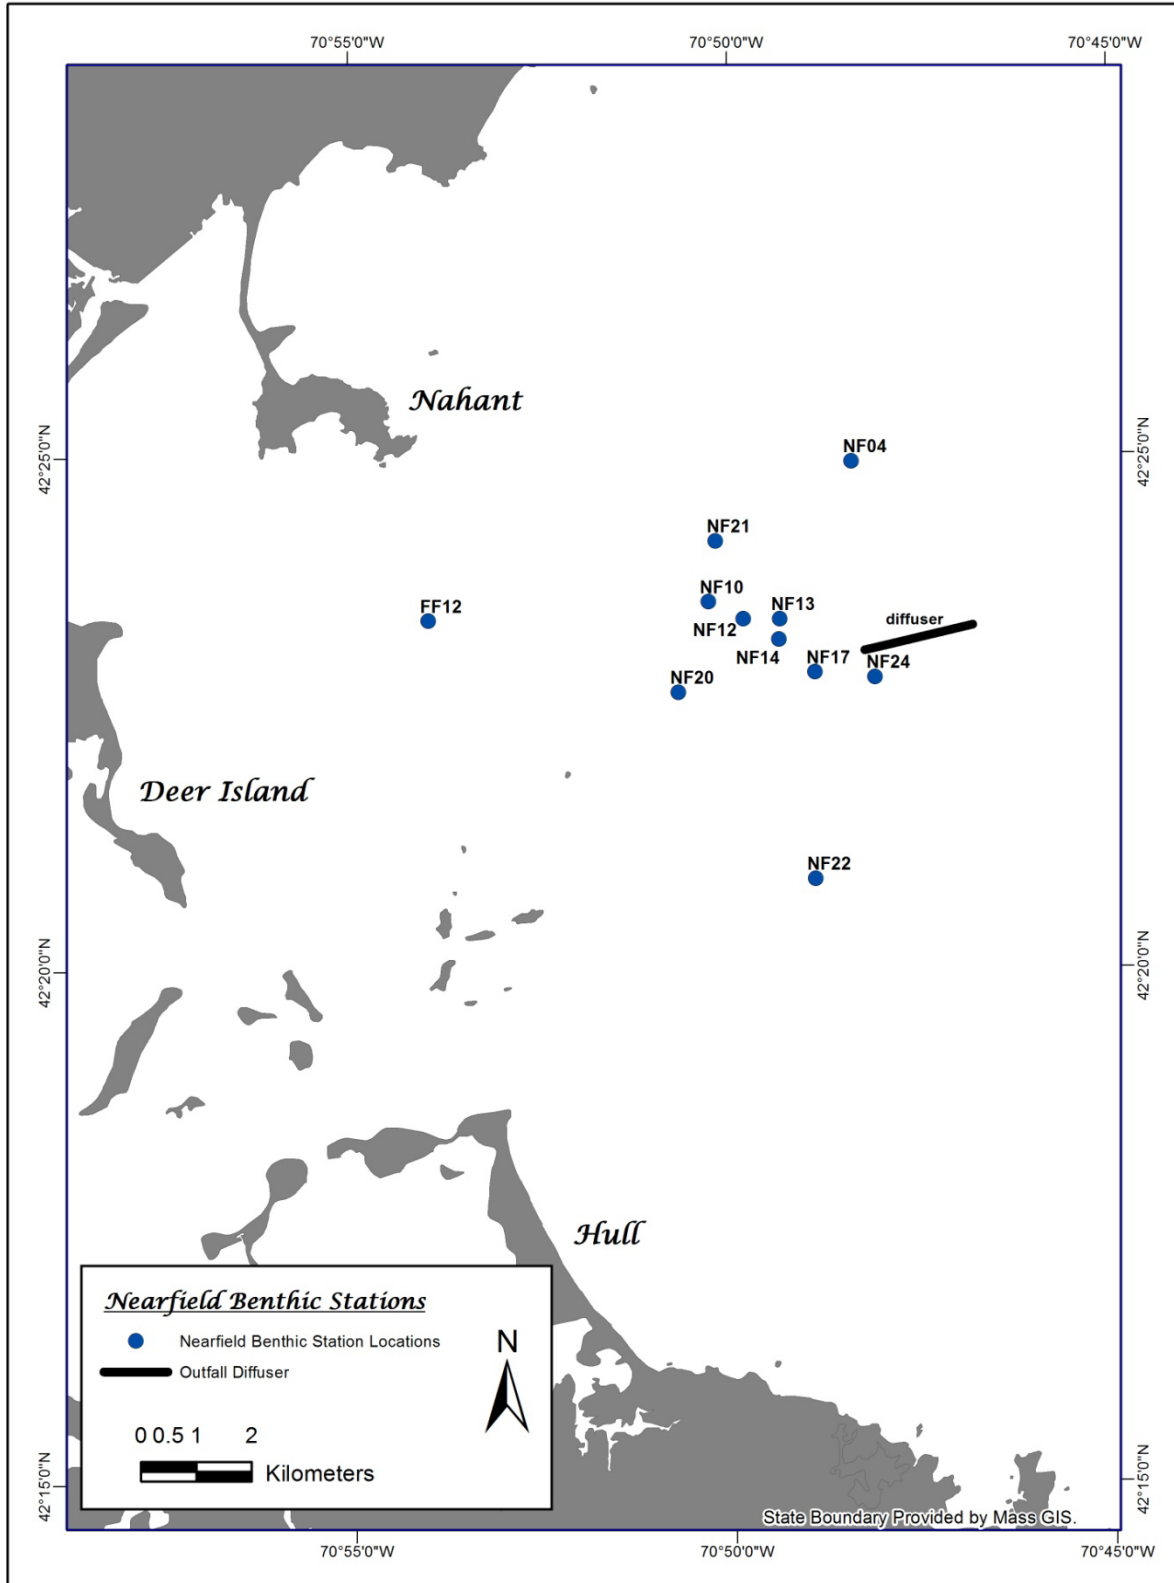 70°55'0"W
70°50'0"W
70°45'0"W
Nahant
42°25'0"N
42°25'0"N
NF04
NF21
NF10
NF13
FF12
NF12
diffuser
NF14
NF17
NF24
NF20
Deer Island
NF22
42°20'0"N
42°20'0"N
Hull
Nearfield Benthic Stations
Nearfield Benthic Station Locations
Outfall Diffuser
N
0 0.5 1 2
Kilometers
42°15'0"N
42°15'0"N
State Boundary Provided by Mass GIS.
70°55'0"W
70°50'0"W
70°45'0"W